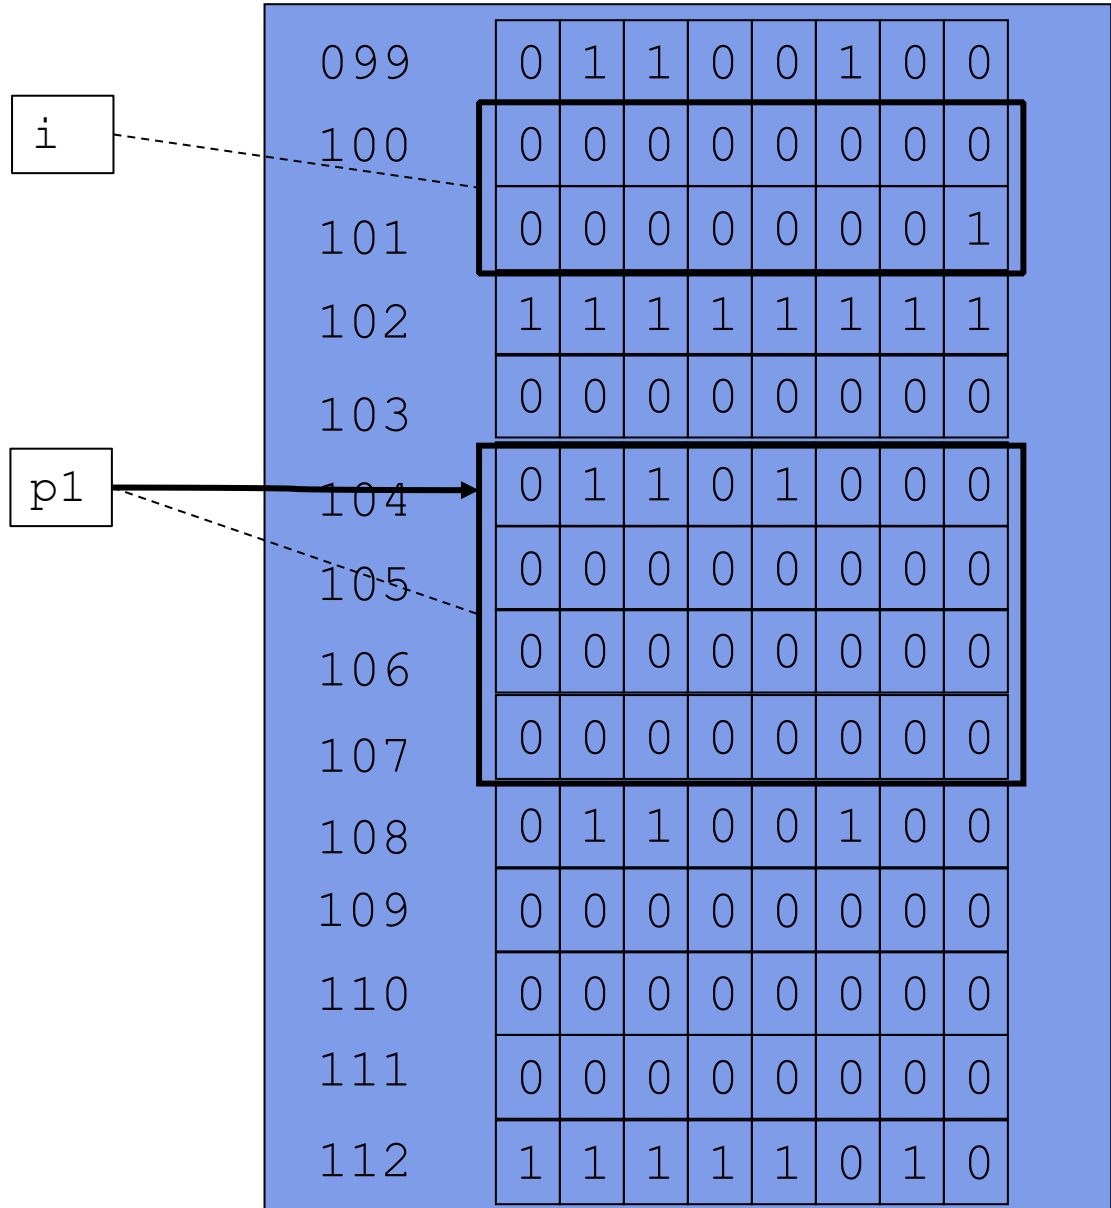 099 0 1 1 0 0 1 0 0
i
100 0 0 0 0 0 0 0 0
101 0 0 0 0 0 0 0 1
102 1 1 1 1 1 1 1 1
103 0 0 0 0 0 0 0 0
p1
104 0 1 1 0 1 0 0 0
105 0 0 0 0 0 0 0 0
106 0 0 0 0 0 0 0 0
107 0 0 0 0 0 0 0 0
108 0 1 1 0 0 1 0 0
109 0 0 0 0 0 0 0 0
110 0 0 0 0 0 0 0 0
111 0 0 0 0 0 0 0 0
112 1 1 1 1 1 0 1 0